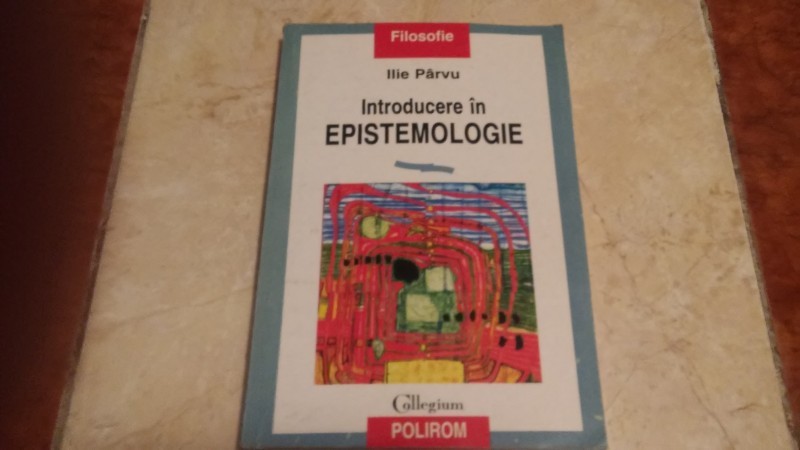 Filosofie
Ilie Pârvu
Introducere în
EPISTEMOLOGIE
Collegium
POLIROM